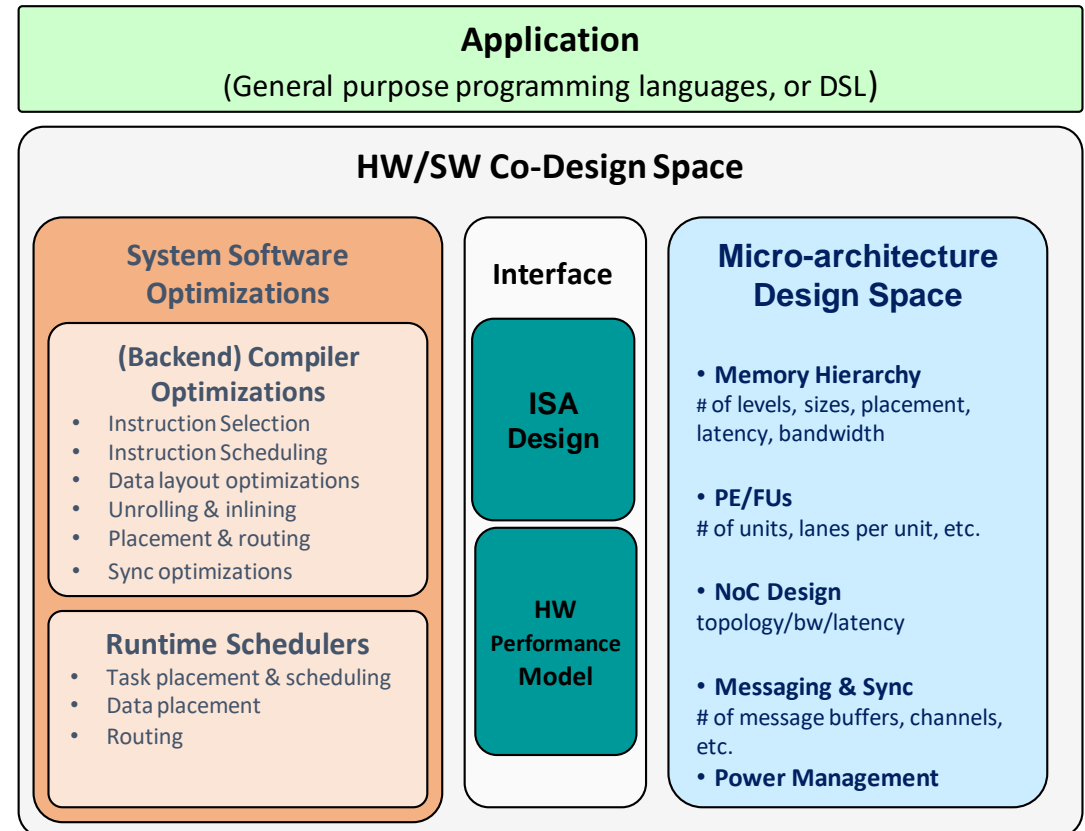 Application
(General purpose programming languages, or DSL)
HW/SW Co-Design Space
System Software
Optimizations
(Backend) Compiler
Optimizations
• Instruction Selection
• Instruction Scheduling
• Data layout optimizations
• Unrolling & inlining
• Placement & routing
• Sync optimizations
Runtime Schedulers
• Task placement & scheduling
• Data placement
• Routing
Interface
ISA
Design
HW
Performance
Model
Micro-architecture
Design Space
• Memory Hierarchy
# of levels, sizes, placement,
latency, bandwidth
• PE/FUs
# of units, lanes per unit, etc.
• NoC Design
topology/bw/latency
• Messaging & Sync
# of message buffers, channels,
etc.
• Power Management